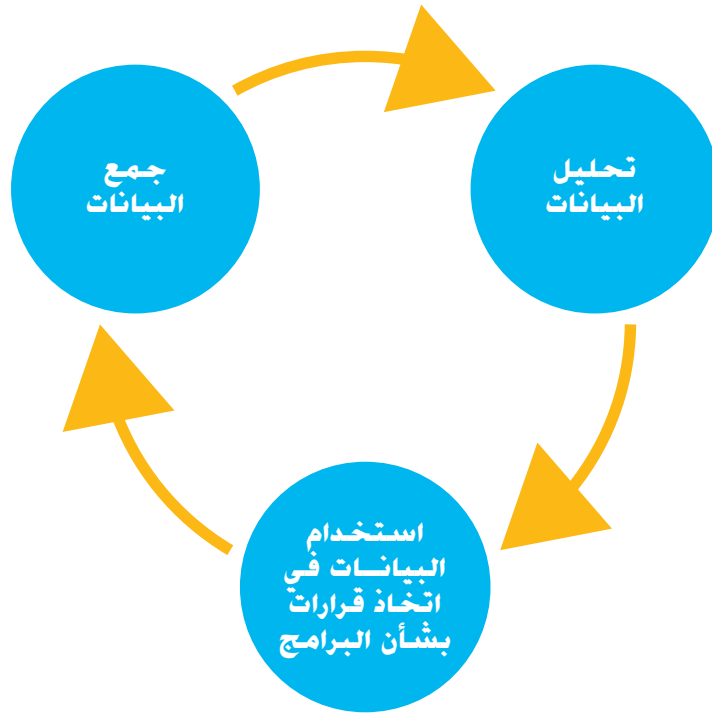 جمع
البيانات
تحليل
البيانات
استخدام
البيانات في
اتخاذ قرارات
بشأن البرامج